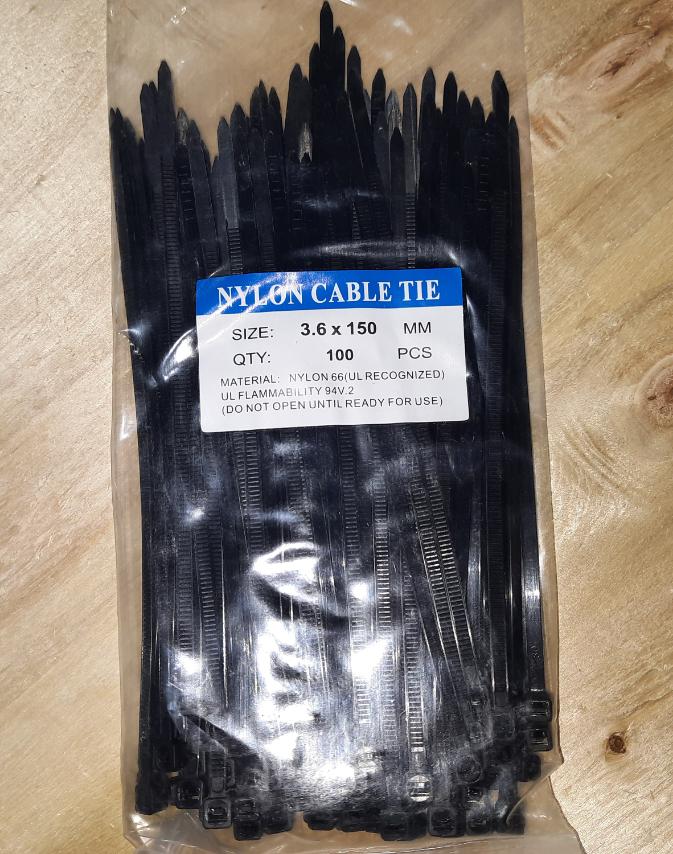 NYLON CABLE TIE
SIZE: 3.6 x 150 MM
QTY: 100 PCS
MATERIAL: NYLON 66(UL RECOGNIZED)
UL FLAMMABILITY 94V.2
(DO NOT OPEN UNTIL READY FOR USE)